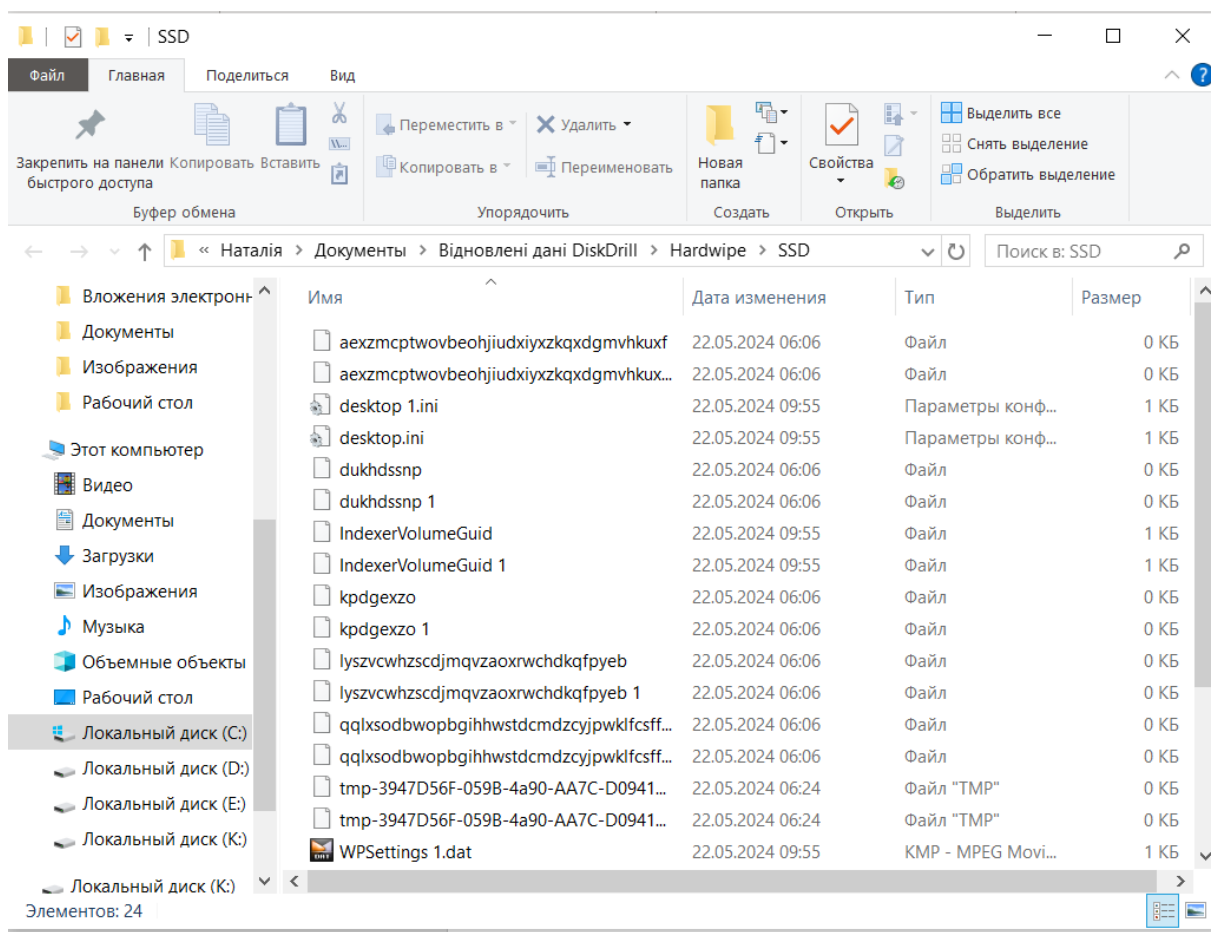 SSD
Файл Главная Поделиться Вид
Закрепить на панели быстрого доступа
Копировать
Вставить
Переместить в
Копировать в
Удалить
Переименовать
Новая папка
Свойства
Выделить все
Снять выделение
Обратить выделение
Буфер обмена Упорядочить Создать Открыть Выделить
« Наталія > Документы > Відновлені дані DiskDrill > Hardwipe > SSD
Поиск в: SSD
Вложения электронн
Документы
Изображения
Рабочий стол
Этот компьютер
Видео
Документы
Загрузки
Изображения
Музыка
Объемные объекты
Рабочий стол
Локальный диск (C:)
Локальный диск (D:)
Локальный диск (E:)
Локальный диск (K:)
Локальный диск (K:)
Имя Дата изменения Тип Размер
aexzmcptwovbeohjiudxiyxzkqxdgmvhkuxf 22.05.2024 06:06 Файл 0 КБ
aexzmcptwovbeohjiudxiyxzkqxdgmvhkux... 22.05.2024 06:06 Файл 0 КБ
desktop 1.ini 22.05.2024 09:55 Параметры конф... 1 КБ
desktop.ini 22.05.2024 09:55 Параметры конф... 1 КБ
dukhdssnp 22.05.2024 06:06 Файл 0 КБ
dukhdssnp 1 22.05.2024 06:06 Файл 0 КБ
IndexerVolumeGuid 22.05.2024 09:55 Файл 1 КБ
IndexerVolumeGuid 1 22.05.2024 09:55 Файл 1 КБ
kpdgexzo 22.05.2024 06:06 Файл 0 КБ
kpdgexzo 1 22.05.2024 06:06 Файл 0 КБ
lyszvcwhzscdjmqvzaoxrwchdkqfpyeb 22.05.2024 06:06 Файл 0 КБ
lyszvcwhzscdjmqvzaoxrwchdkqfpyeb 1 22.05.2024 06:06 Файл 0 КБ
qqlxsodbwopbgihhwstdcmdzcyjpwklfcsff... 22.05.2024 06:06 Файл 0 КБ
qqlxsodbwopbgihhwstdcmdzcyjpwklfcsff... 22.05.2024 06:06 Файл 0 КБ
tmp-3947D56F-059B-4a90-AA7C-D0941... 22.05.2024 06:24 Файл "TMP" 0 КБ
tmp-3947D56F-059B-4a90-AA7C-D0941... 22.05.2024 06:24 Файл "TMP" 0 КБ
WPSettings 1.dat 22.05.2024 09:55 KMP - MPEG Movi... 1 КБ
Элементов: 24